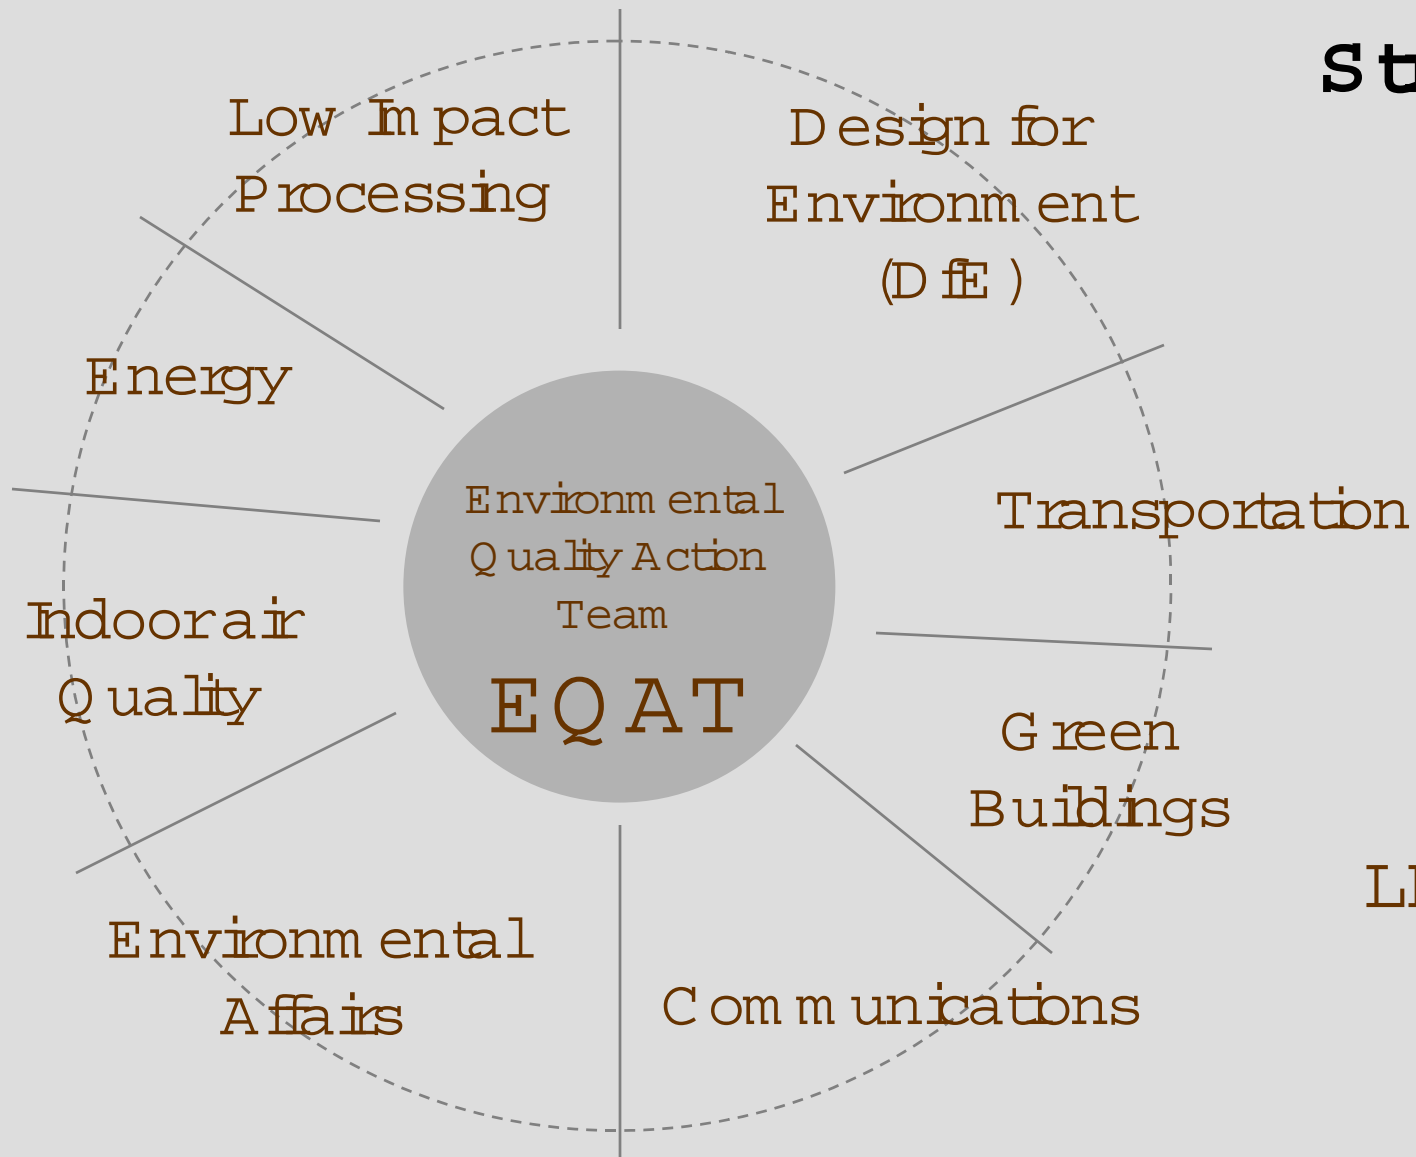 Low Impact
Processing
Design for
Environment
(DfE)
Energy
Transportation
Environmental
Quality Action
Team
EQAT
Indoor air
Quality
Green
Buildings
Environmental
Affairs
Communications